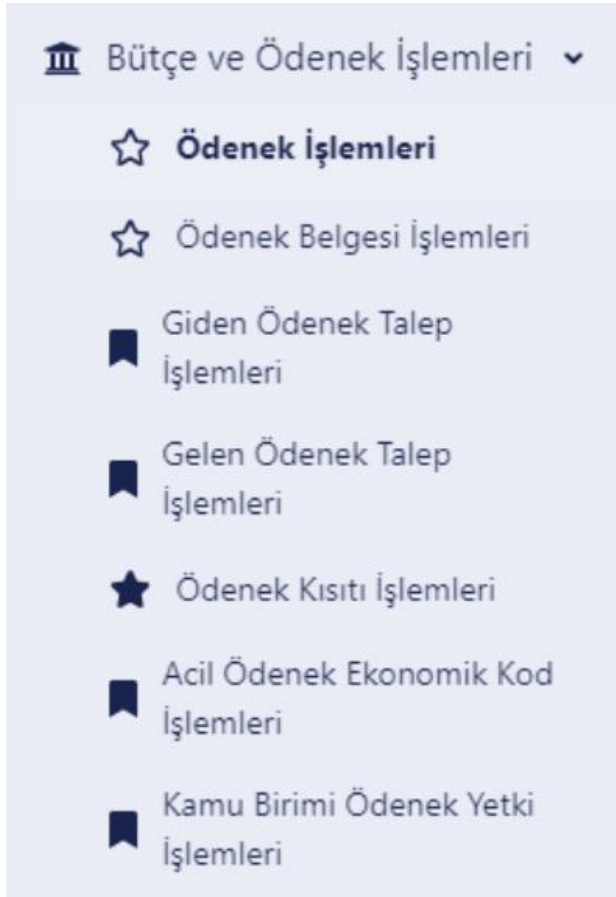 Bütçe ve Ödenek İşlemleri
Ödenek İşlemleri
Ödenek Belgesi İşlemleri
Giden Ödenek Talep
İşlemleri
Gelen Ödenek Talep
İşlemleri
Ödenek Kısıtı İşlemleri
Acil Ödenek Ekonomik Kod
İşlemleri
Kamu Birimi Ödenek Yetki
İşlemleri